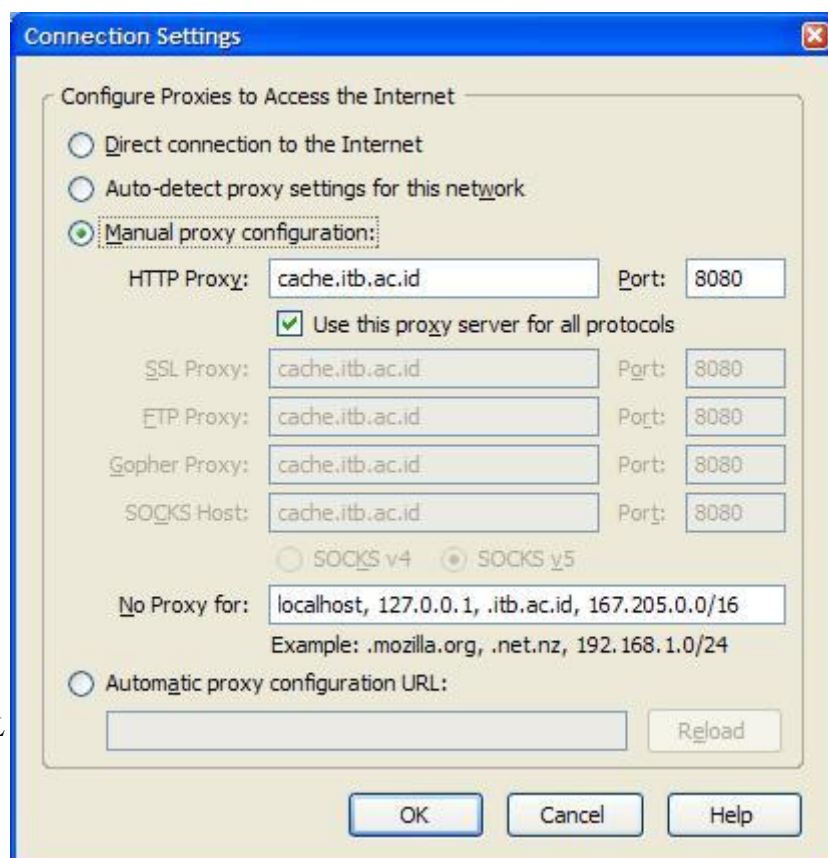 Connection Settings
Configure Proxies to Access the Internet
Direct connection to the Internet
Auto-detect proxy settings for this network
Manual proxy configuration:
HTTP Proxy: cache.itb.ac.id Port: 8080
Use this proxy server for all protocols
SSL Proxy: cache.itb.ac.id Port: 8080
FTP Proxy: cache.itb.ac.id Port: 8080
Gopher Proxy: cache.itb.ac.id Port: 8080
SOCKS Host: cache.itb.ac.id Port: 8080
SOCKS v4 SOCKS v5
No Proxy for: localhost, 127.0.0.1, .itb.ac.id, 167.205.0.0/16
Example: .mozilla.org, .net.nz, 192.168.1.0/24
Automatic proxy configuration URL:
Reload
OK Cancel Help